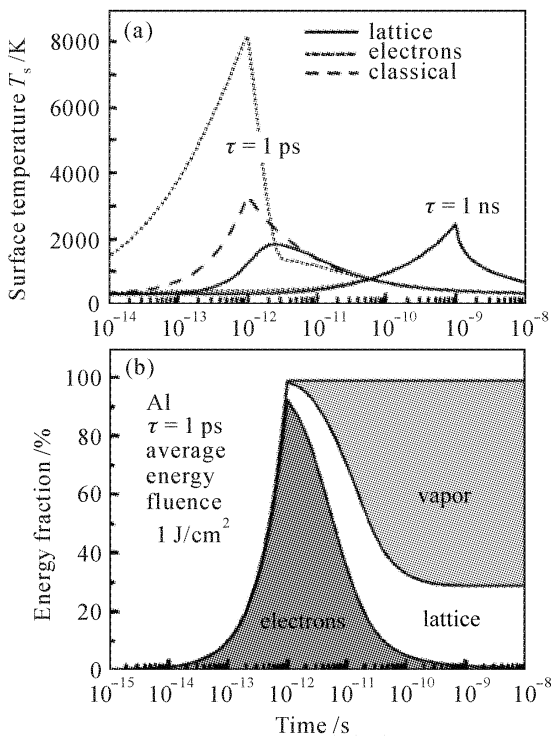 (a)
lattice
electrons
classical
τ = 1 ps
τ = 1 ns
Surface temperature Tₛ /K
8000
6000
4000
2000
0
10⁻¹⁴ 10⁻¹³ 10⁻¹² 10⁻¹¹ 10⁻¹⁰ 10⁻⁹ 10⁻⁸
(b)
Al
τ = 1 ps
average
energy
fluence
1 J/cm²
vapor
lattice
electrons
Energy fraction /%
100
80
60
40
20
0
10⁻¹⁵ 10⁻¹⁴ 10⁻¹³ 10⁻¹² 10⁻¹¹ 10⁻¹⁰ 10⁻⁹ 10⁻⁸
Time /s